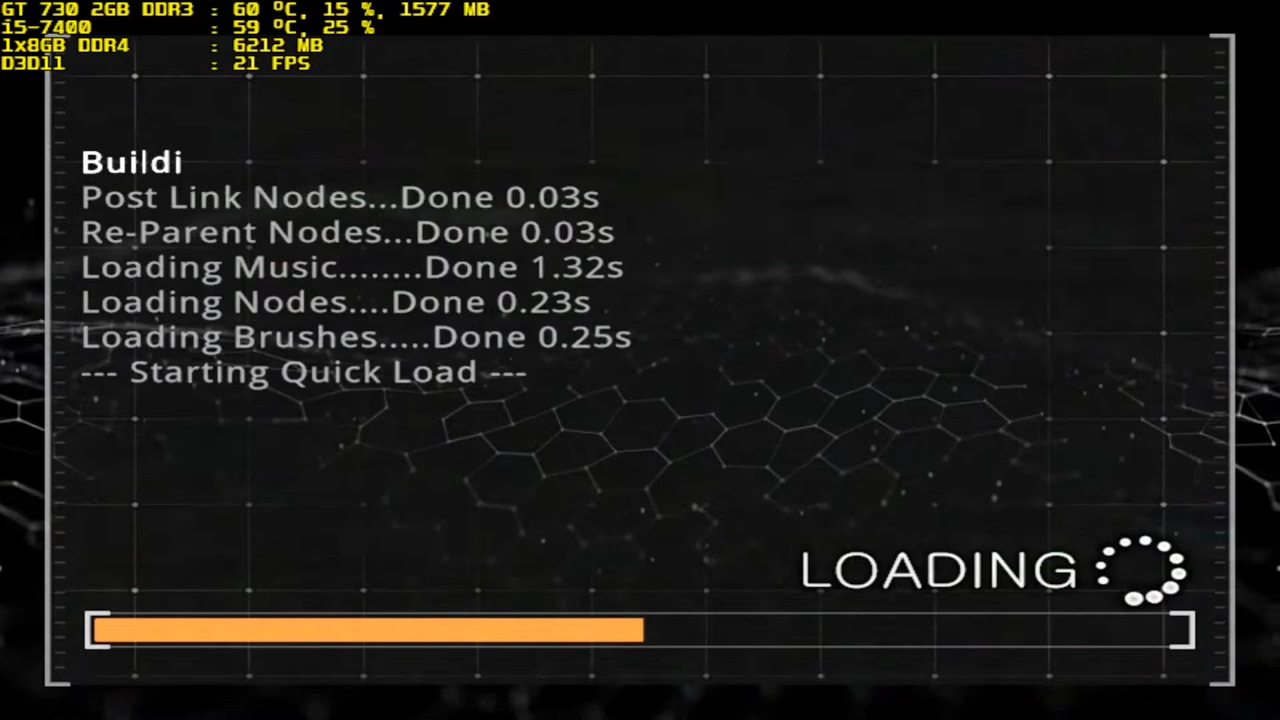 GT 730 2GB DDR3 : 60 ºC, 15 %, 1577 MB
i5-7400 : 59 ºC, 25 %
1x8GB DDR4 : 6212 MB
D3D11 : 21 FPS
Buildi
Post Link Nodes...Done 0.03s
Re-Parent Nodes...Done 0.03s
Loading Music........Done 1.32s
Loading Nodes....Done 0.23s
Loading Brushes.....Done 0.25s
--- Starting Quick Load ---
LOADING